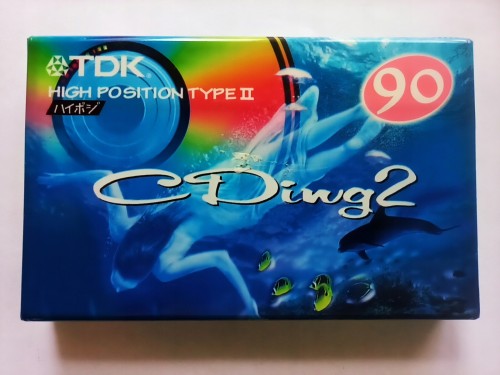 TDK
HIGH POSITION TYPE II
ハイポジ
90
CDing2